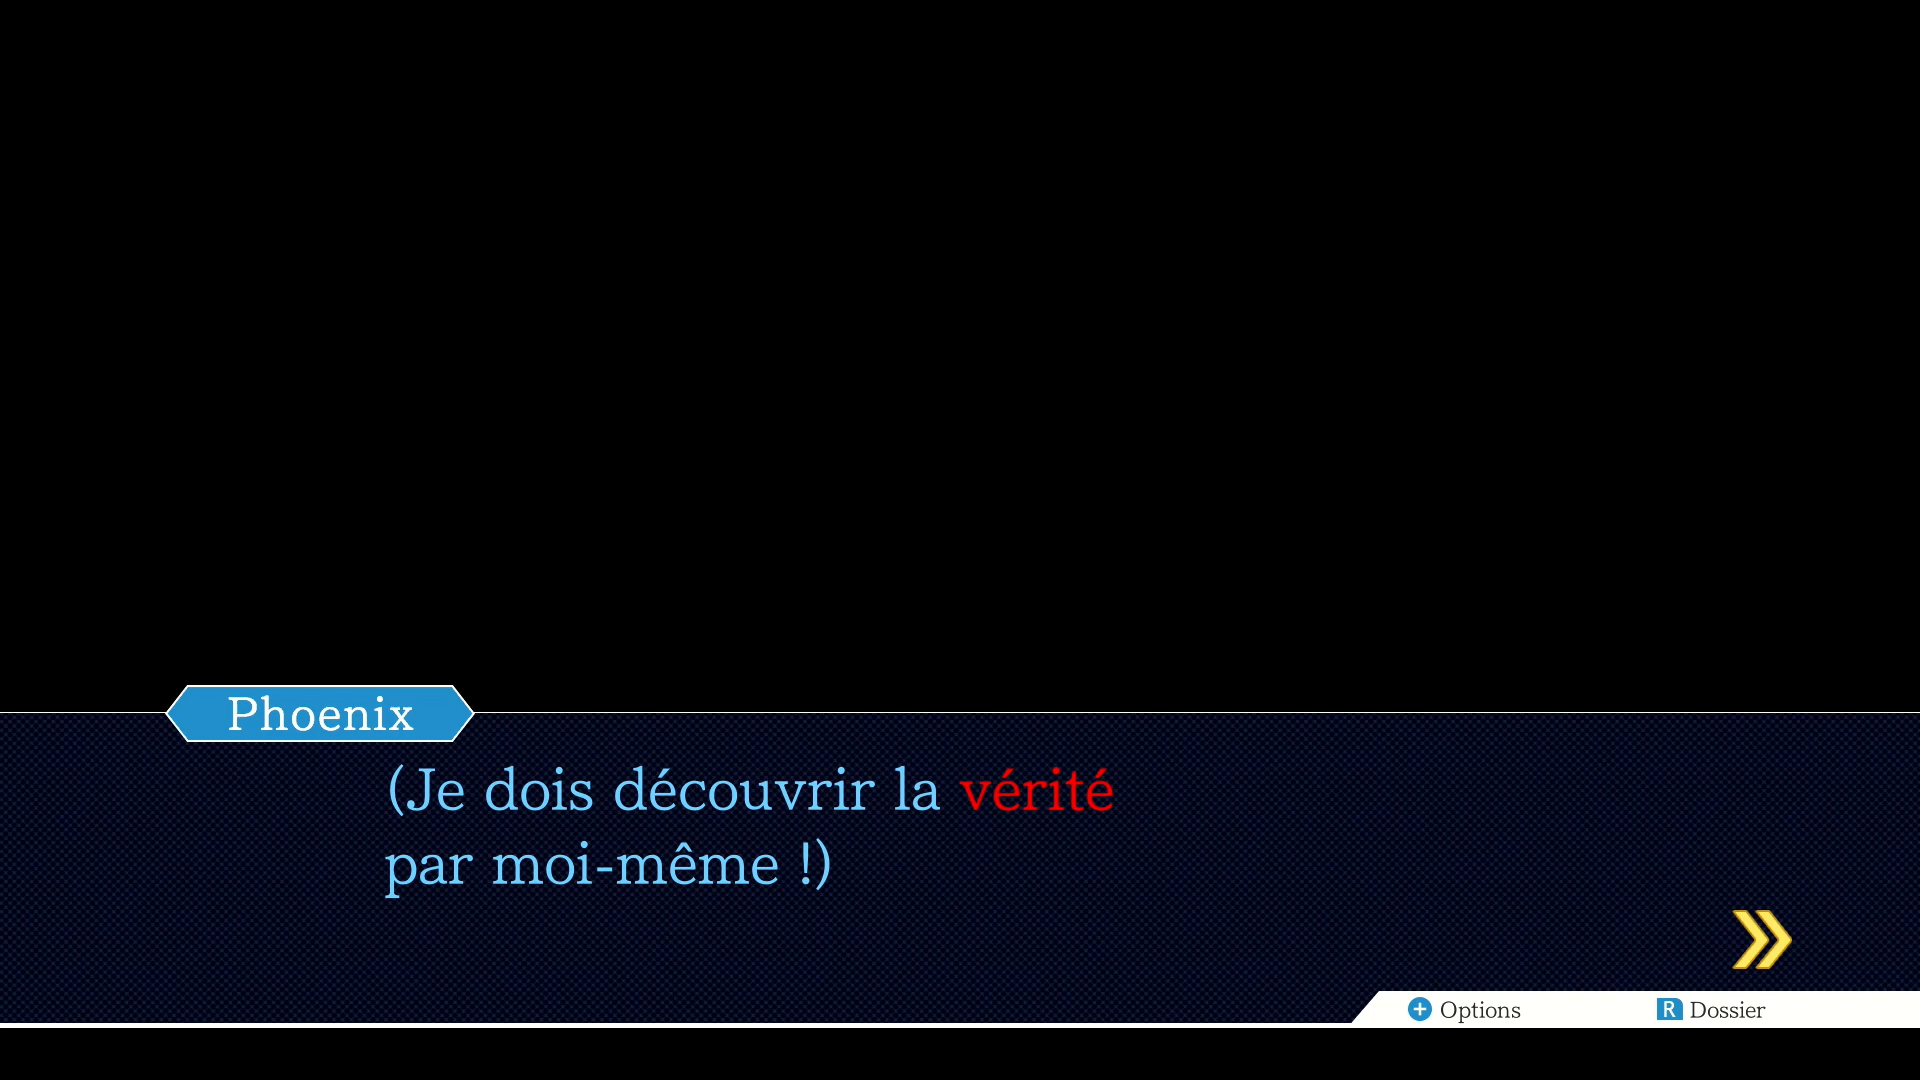 Phoenix
(Je dois découvrir la vérité
par moi-même !)
+ Options R Dossier